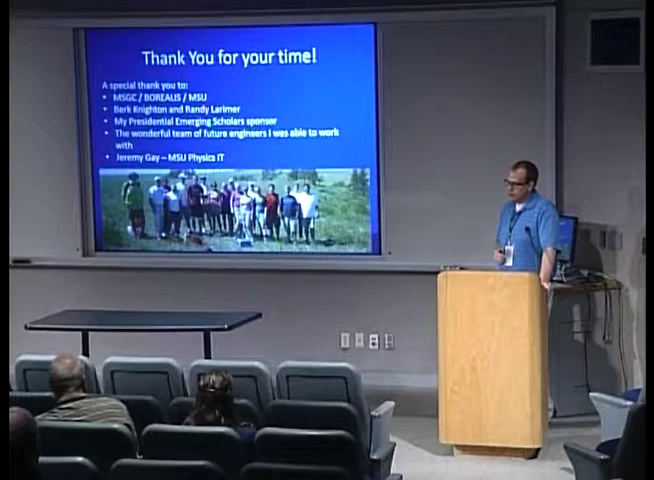 Thank You for your time!
A special thank you to:
• MSGC / BOREALIS / MSU
• Berk Knighton and Randy Larimer
• My Presidential Emerging Scholars sponsor
• The wonderful team of future engineers I was able to work
with
• Jeremy Gay – MSU Physics IT